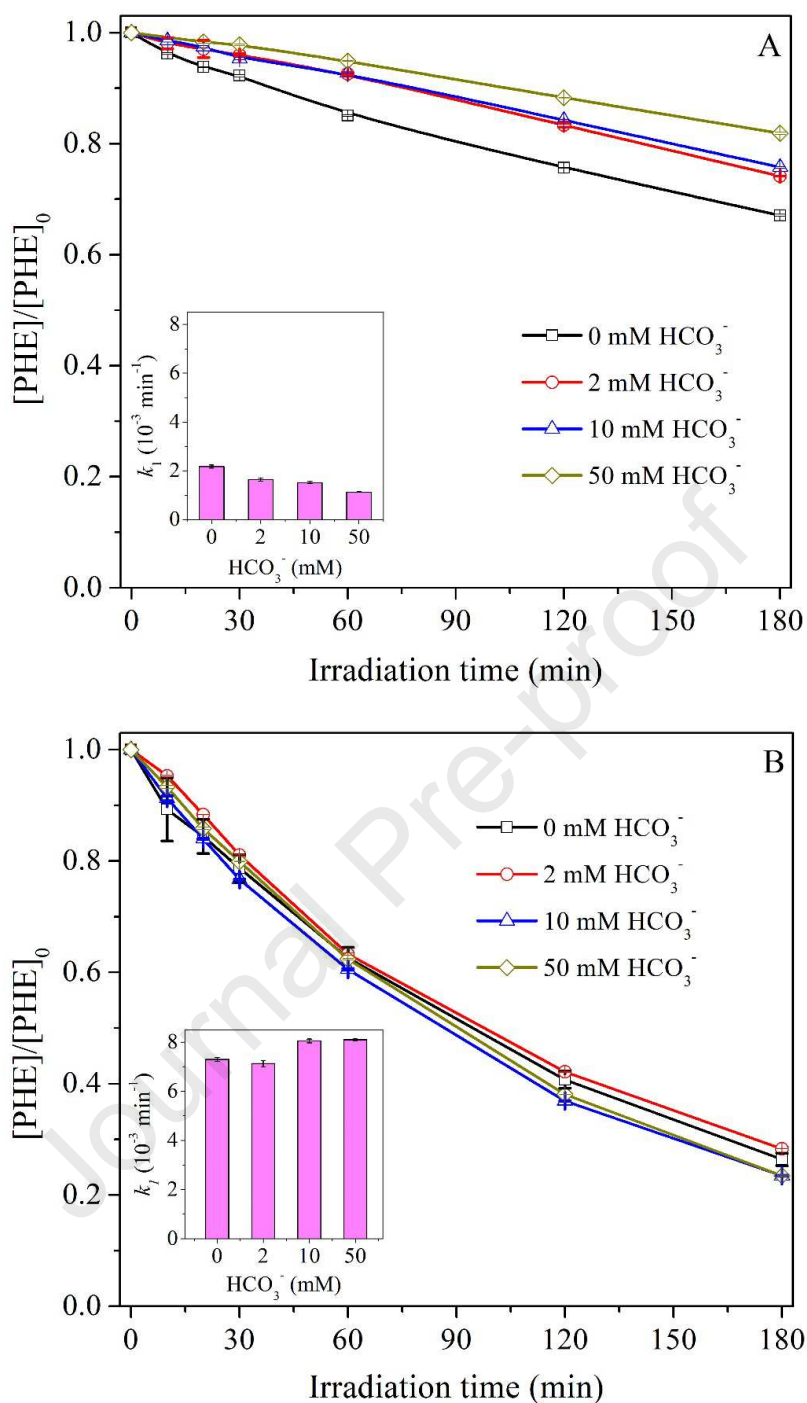 A
1.0
0.8
0.6
0.4
0.2
0.0
[PHE]/[PHE]₀
0 mM HCO₃⁻
2 mM HCO₃⁻
10 mM HCO₃⁻
50 mM HCO₃⁻
8
6
4
2
0
k₁ (10⁻³ min⁻¹)
0 2 10 50
HCO₃⁻ (mM)
0 30 60 90 120 150 180
Irradiation time (min)
Journal Pre-proof
B
1.0
0.8
0.6
0.4
0.2
0.0
[PHE]/[PHE]₀
0 mM HCO₃⁻
2 mM HCO₃⁻
10 mM HCO₃⁻
50 mM HCO₃⁻
8
6
4
2
0
k₁ (10⁻³ min⁻¹)
0 2 10 50
HCO₃⁻ (mM)
0 30 60 90 120 150 180
Irradiation time (min)